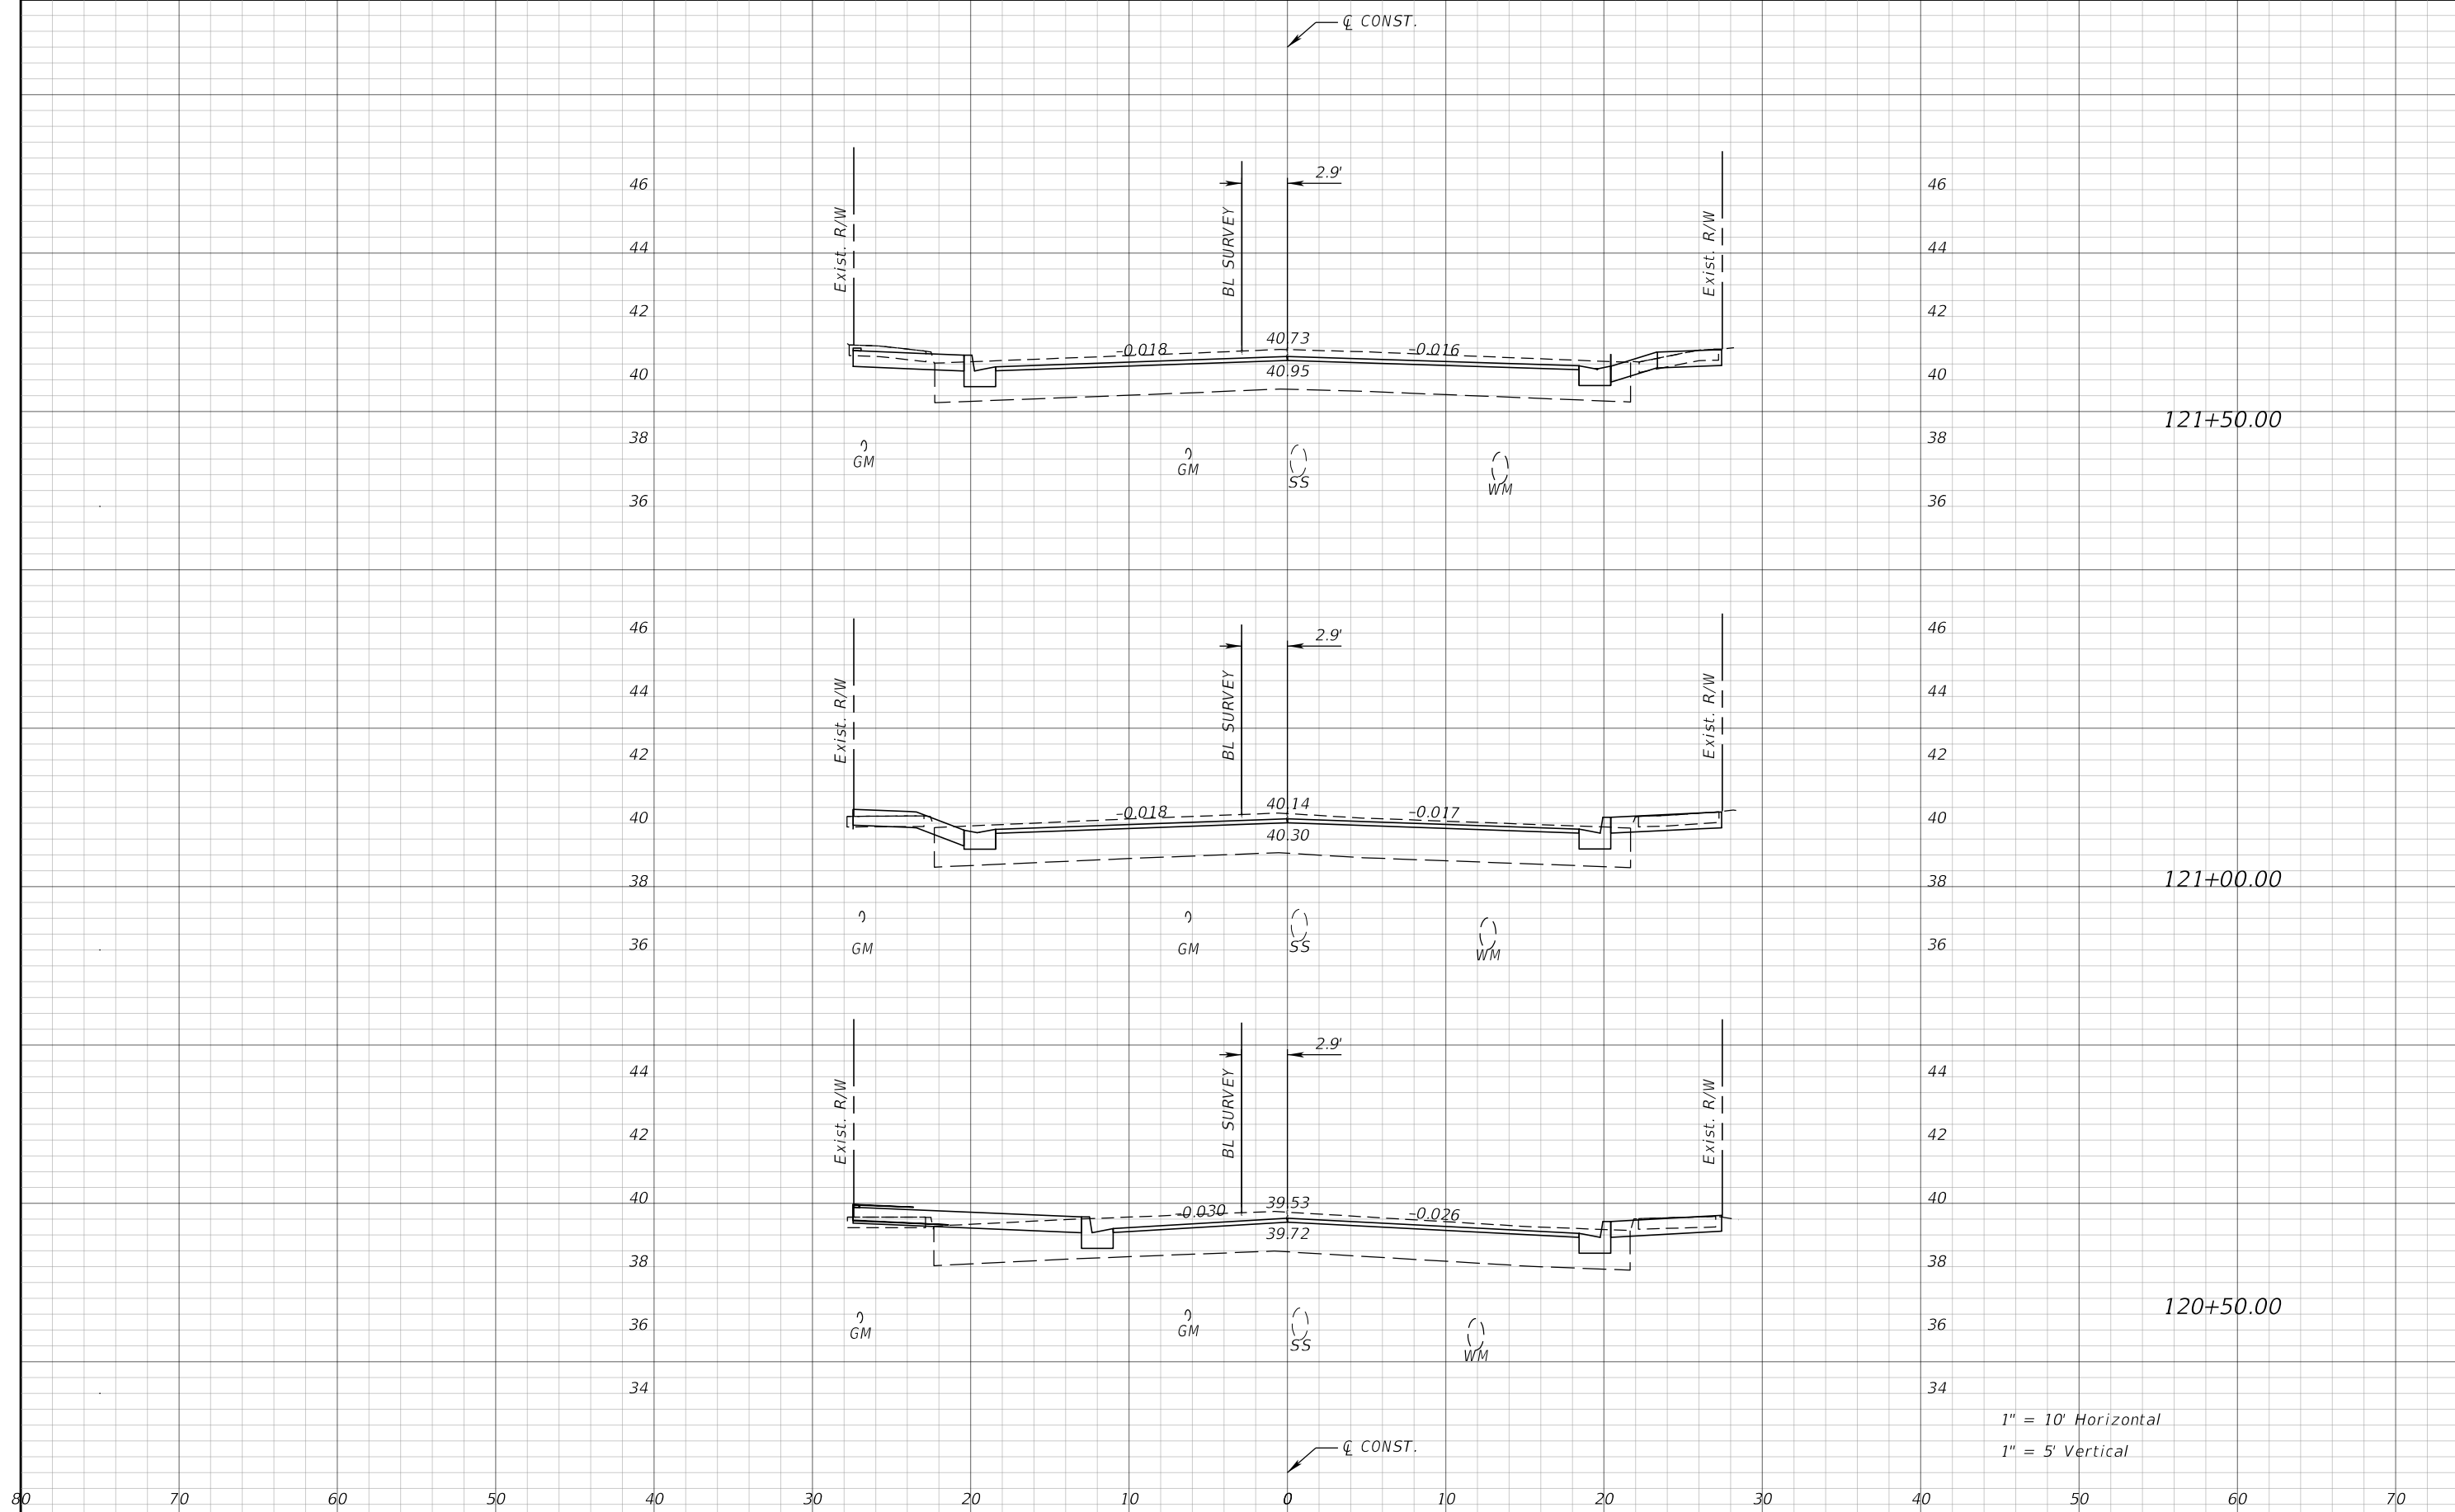 ℄ CONST.
2.9'
46 46
Exist. R/W BL SURVEY Exist. R/W
44 44
42 42
40.73
-0.018 -0.016
40 40.95 40
121+50.00
38 38
GM GM SS WM
36 36
2.9'
46 46
Exist. R/W BL SURVEY Exist. R/W
44 44
42 42
40.14
-0.018 -0.017
40 40
40.30
38 38
121+00.00
36 GM GM SS WM 36
2.9'
44 44
Exist. R/W BL SURVEY Exist. R/W
42 42
40 39.53 40
-0.030 -0.026
39.72
38 38
120+50.00
36 36
GM GM SS WM
34 34
1" = 10' Horizontal
℄ CONST.
1" = 5' Vertical
80 70 60 50 40 30 20 10 0 10 20 30 40 50 60 70